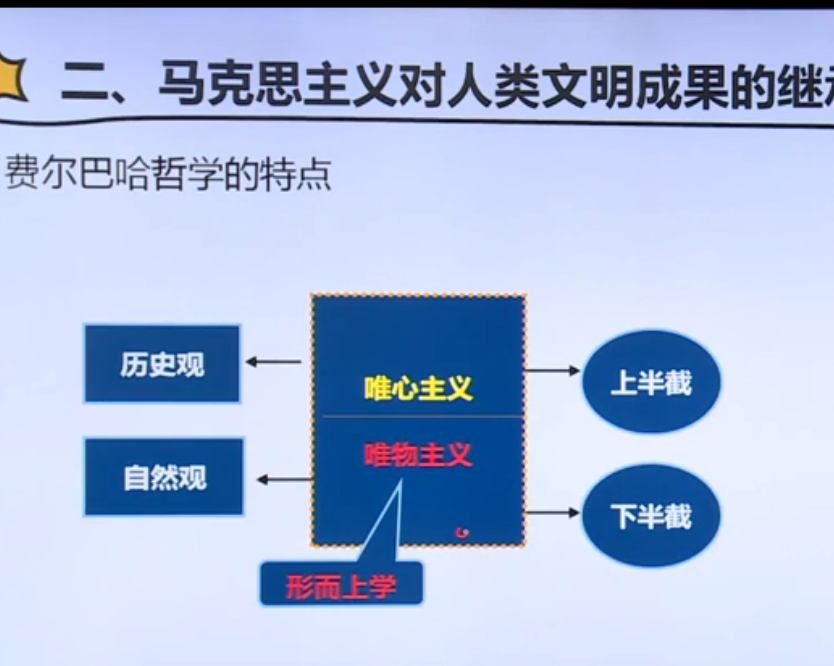 二、马克思主义对人类文明成果的继
费尔巴哈哲学的特点
历史观
唯心主义
上半截
唯物主义
自然观
下半截
形而上学